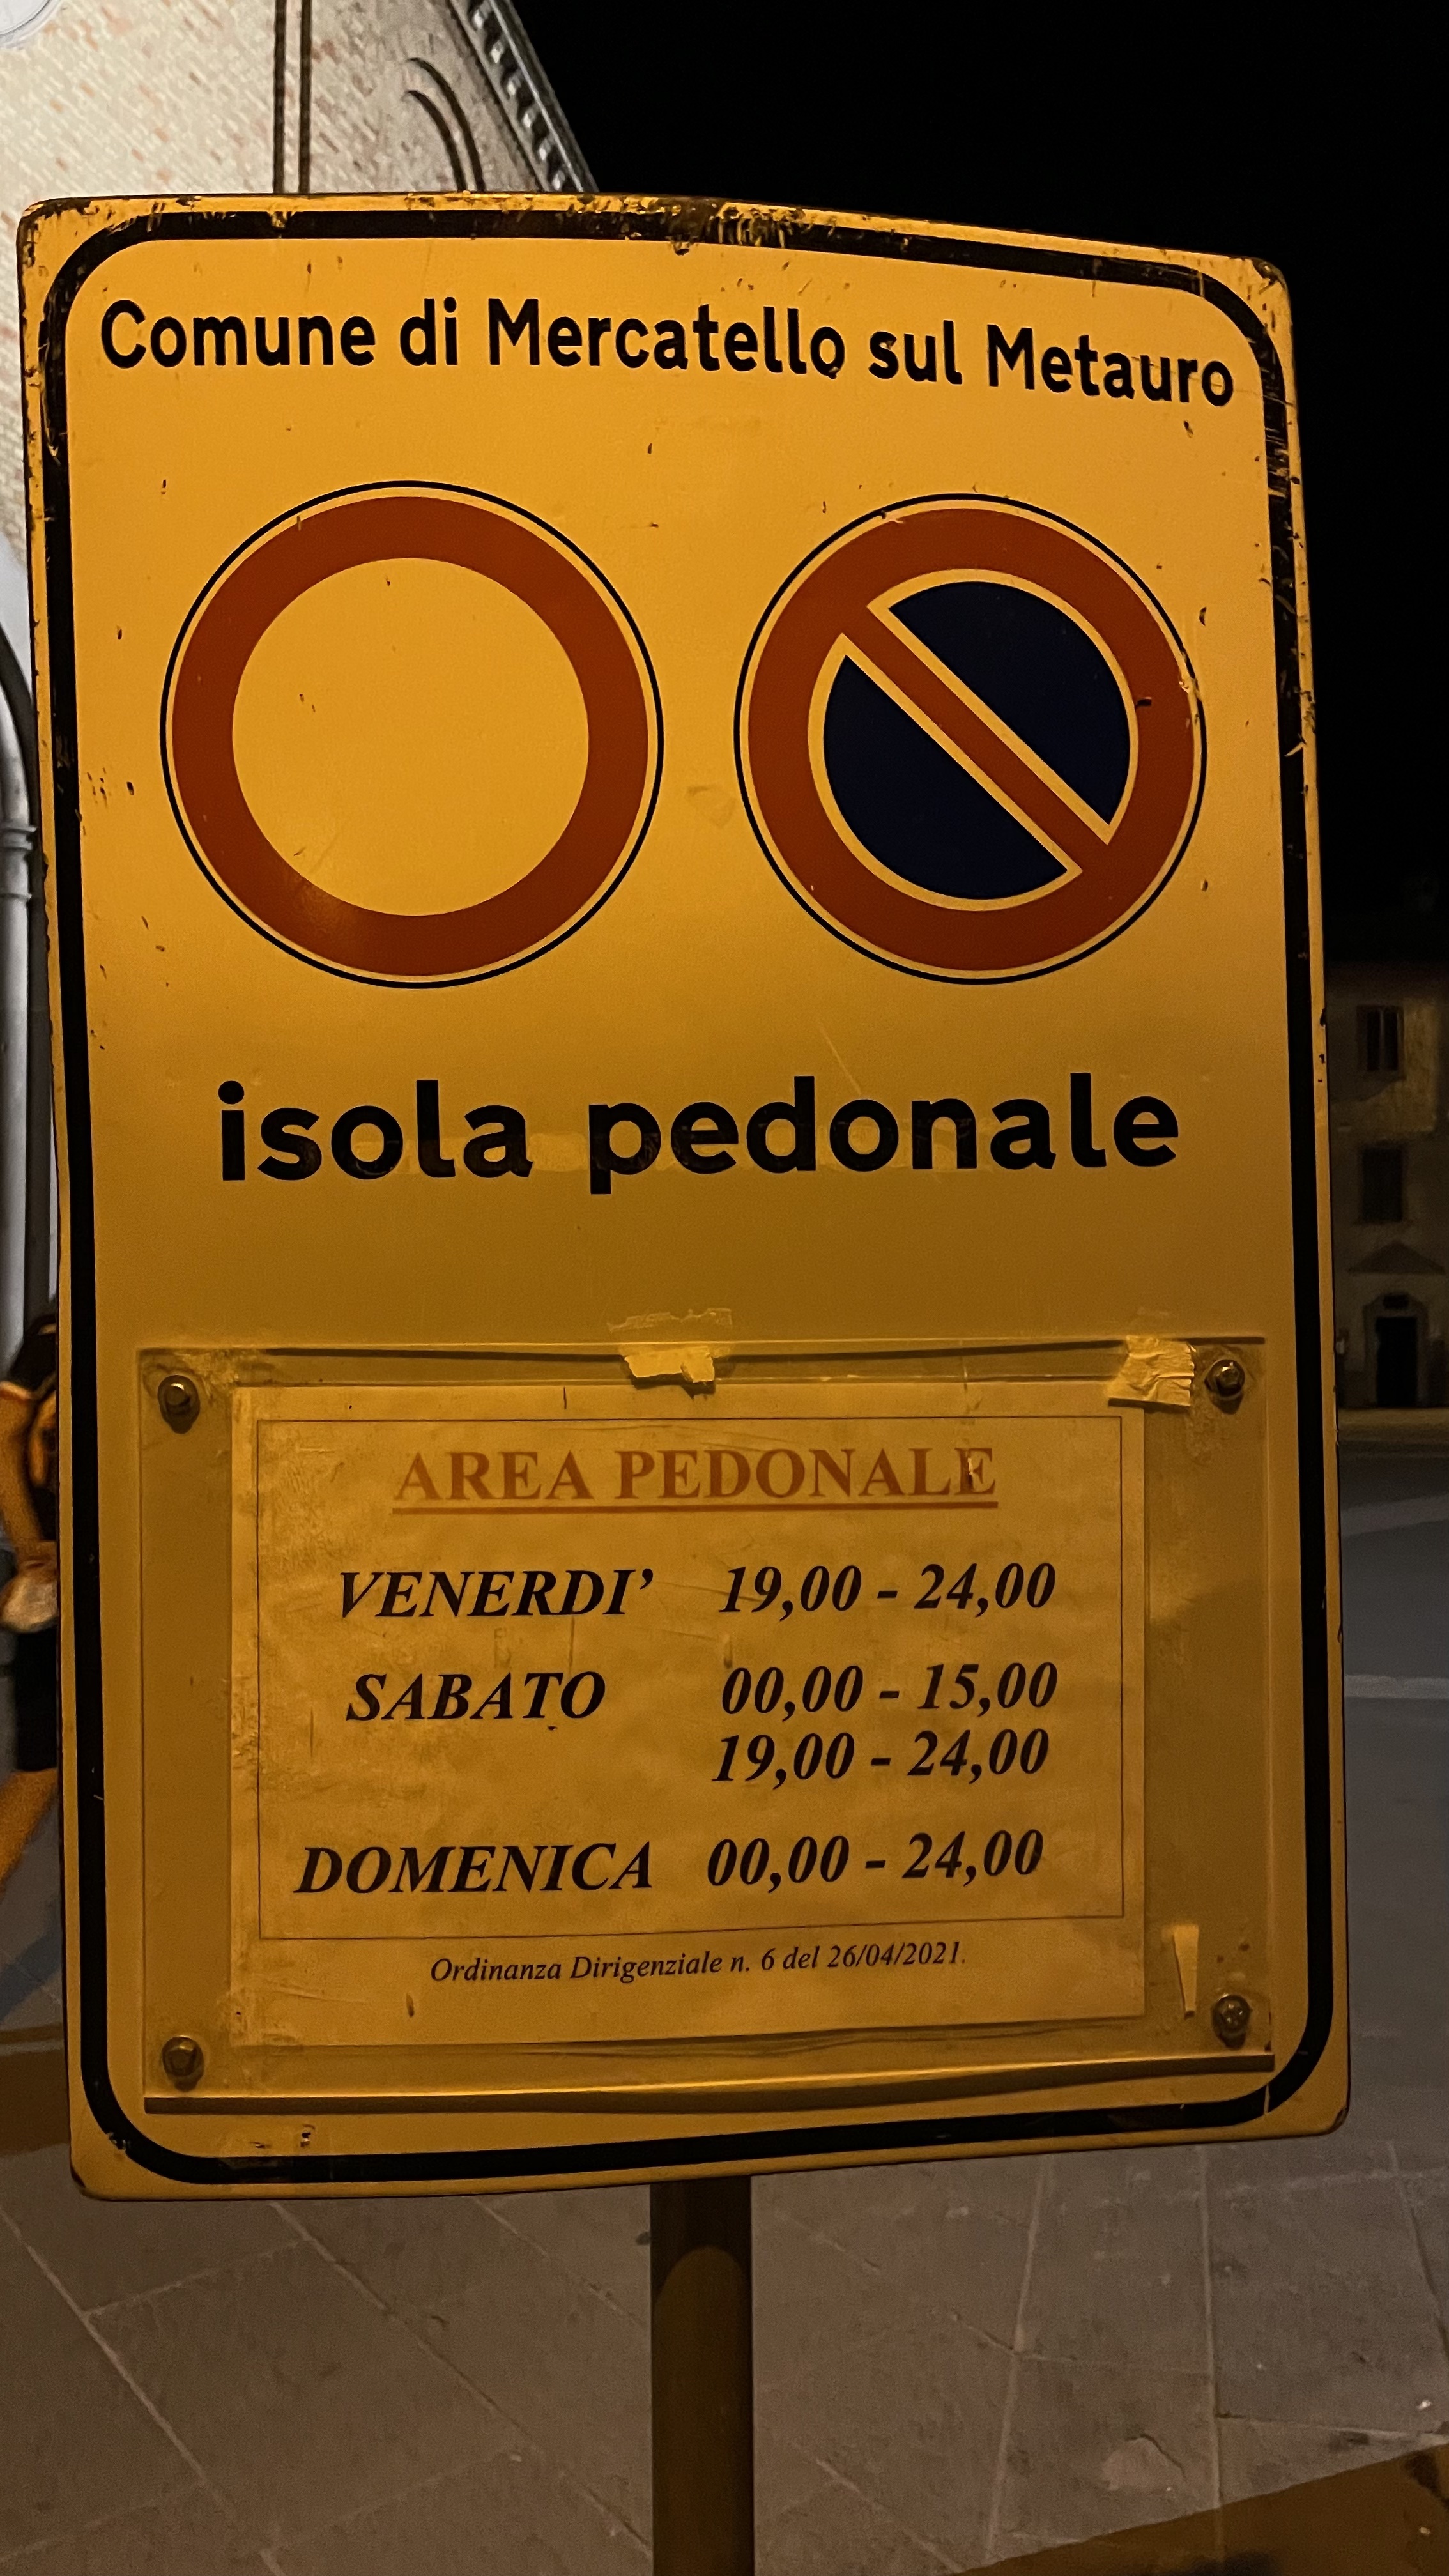 Comune di Mercatello sul Metauro
isola pedonale
AREA PEDONALE
VENERDI’ 19,00 - 24,00
SABATO 00,00 - 15,00
19,00 - 24,00
DOMENICA 00,00 - 24,00
Ordinanza Dirigenziale n. 6 del 26/04/2021.